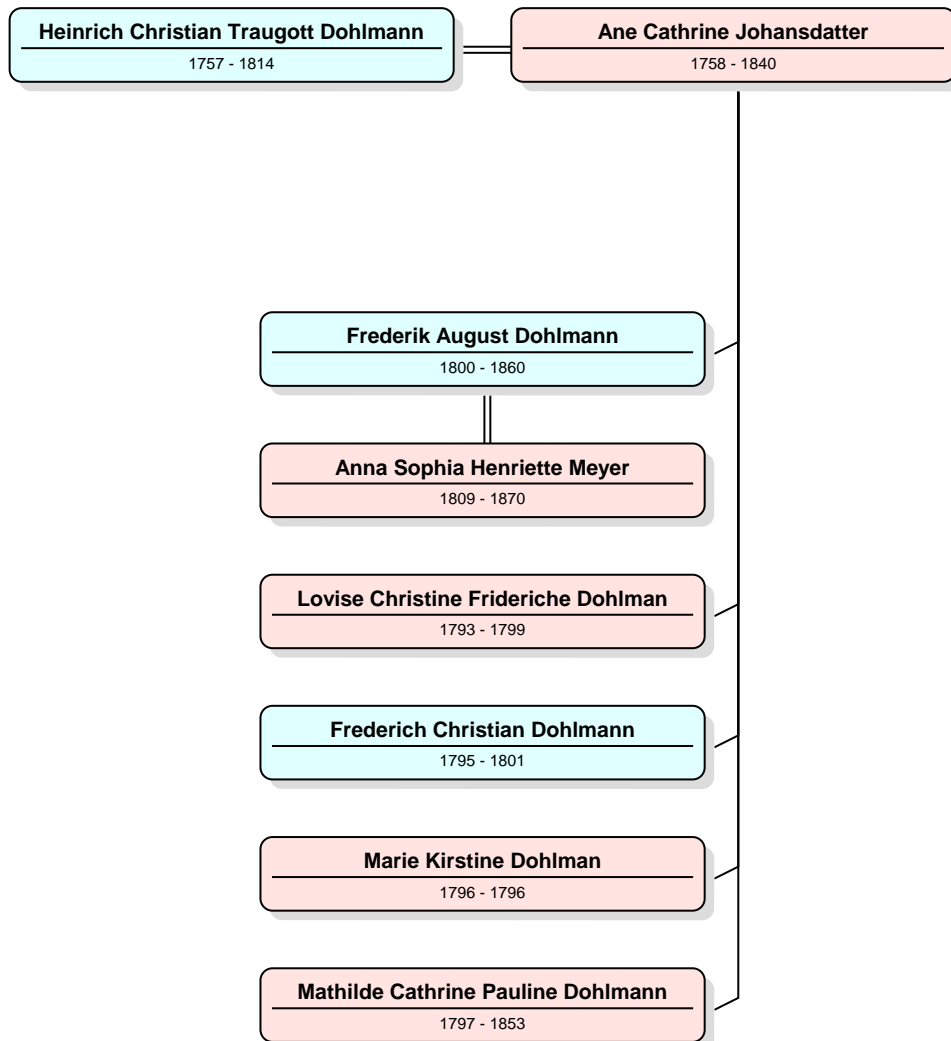 Heinrich Christian Traugott Dohlmann
1757 - 1814
Ane Cathrine Johansdatter
1758 - 1840
Frederik August Dohlmann
1800 - 1860
Anna Sophia Henriette Meyer
1809 - 1870
Lovise Christine Frideriche Dohlman
1793 - 1799
Frederich Christian Dohlmann
1795 - 1801
Marie Kirstine Dohlman
1796 - 1796
Mathilde Cathrine Pauline Dohlmann
1797 - 1853